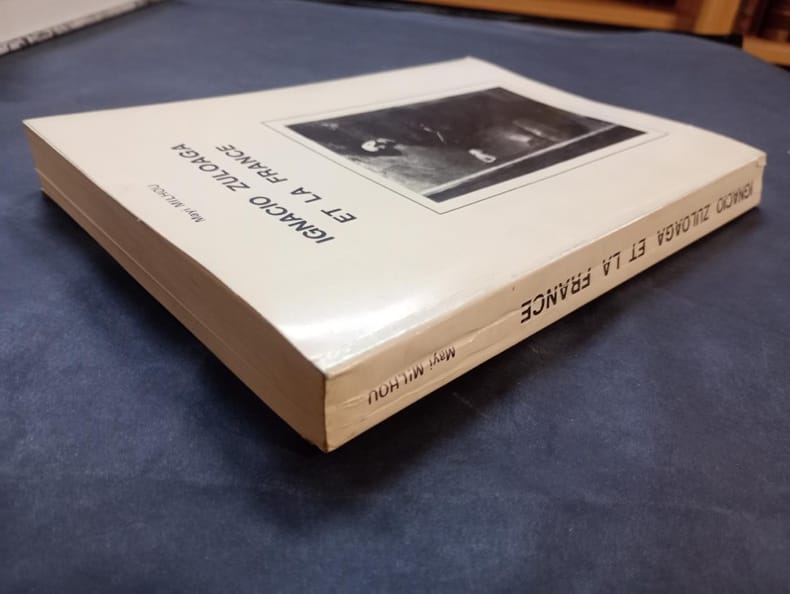 Mayi MILHOU
IGNACIO ZULOAGA
ET LA FRANCE
Mayi MILHOU
IGNACIO ZULOAGA ET LA FRANCE